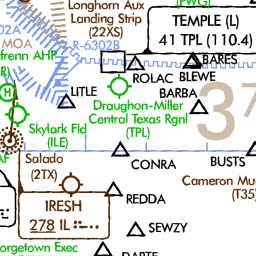 Longhorn Aux
Landing Strip
(22XS)
(PWG)
TEMPLE (L)
41 TPL (110.4)
R-6302B
MOA
AHP
BARES
ROLAC
BLEWE
BARBA
LITLE
Draughon-Miller
Central Texas Rgnl
(TPL)
37
Skylark Fld
(ILE)
Salado
(2TX)
CONRA
BUSTS
Cameron Mu
(T35)
IRESH
278 IL
REDDA
SEWZY
orgetown Exec